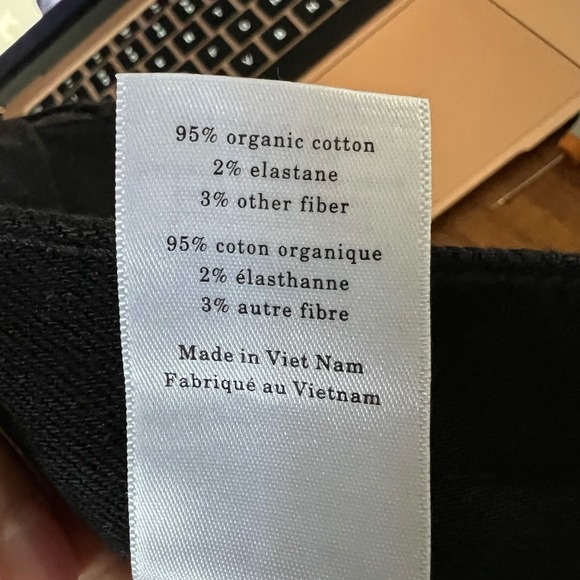 95% organic cotton
2% elastane
3% other fiber
95% coton organique
2% élasthanne
3% autre fibre
Made in Viet Nam
Fabriqué au Vietnam